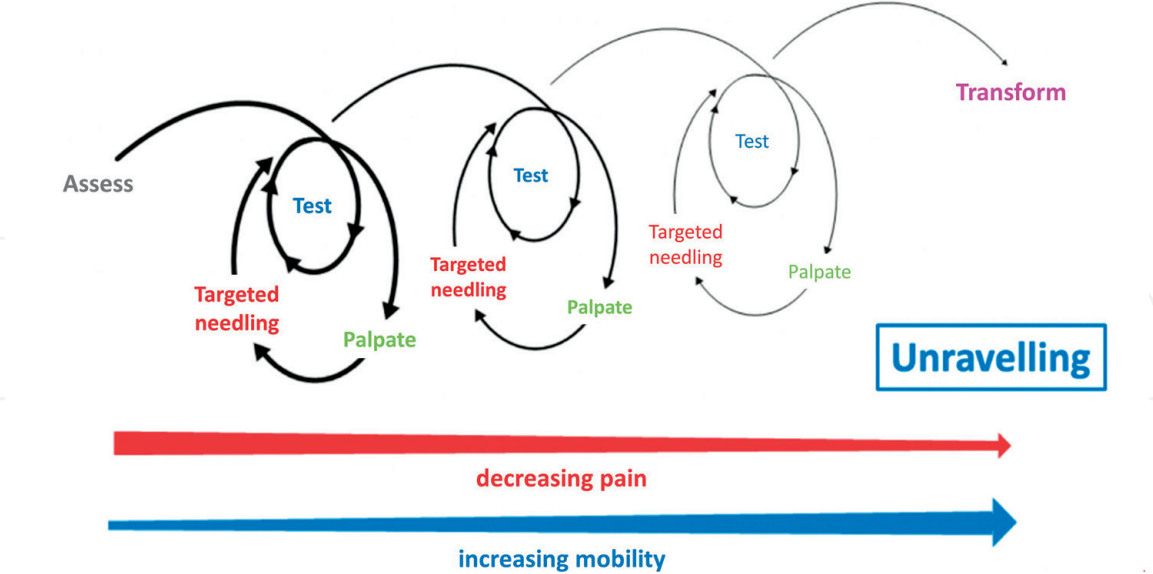 Assess
Test
Targeted
needling
Palpate
Test
Targeted
needling
Palpate
Test
Targeted
needling
Palpate
Transform
Unravelling
decreasing pain
increasing mobility